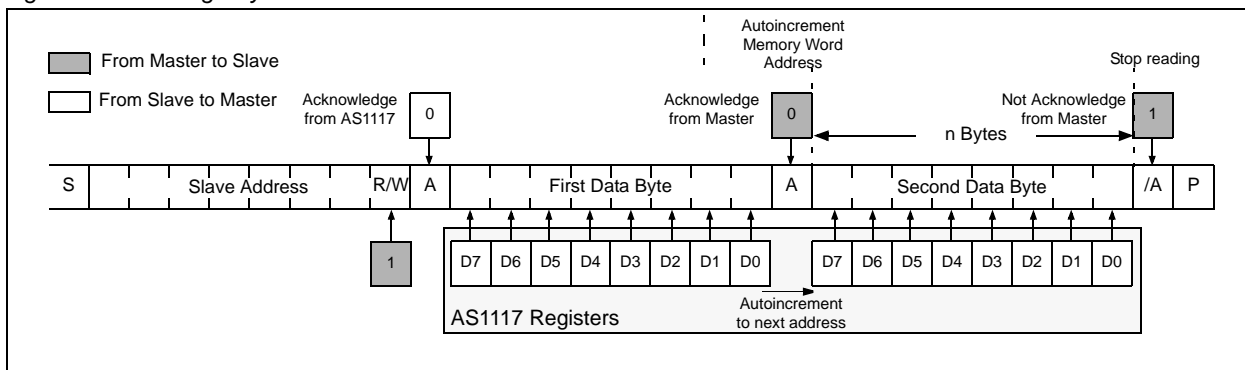 Autoincrement
Memory Word
Address
Stop reading
From Master to Slave
From Slave to Master
Acknowledge
from AS1117
0
Acknowledge
from Master
0
Not Acknowledge
from Master
1
n Bytes
S Slave Address R/W A First Data Byte A Second Data Byte /A P
1
D7 D6 D5 D4 D3 D2 D1 D0 D7 D6 D5 D4 D3 D2 D1 D0
Autoincrement
to next address
AS1117 Registers